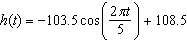 h(t) = −103.5 cos(2πt/5) + 108.5